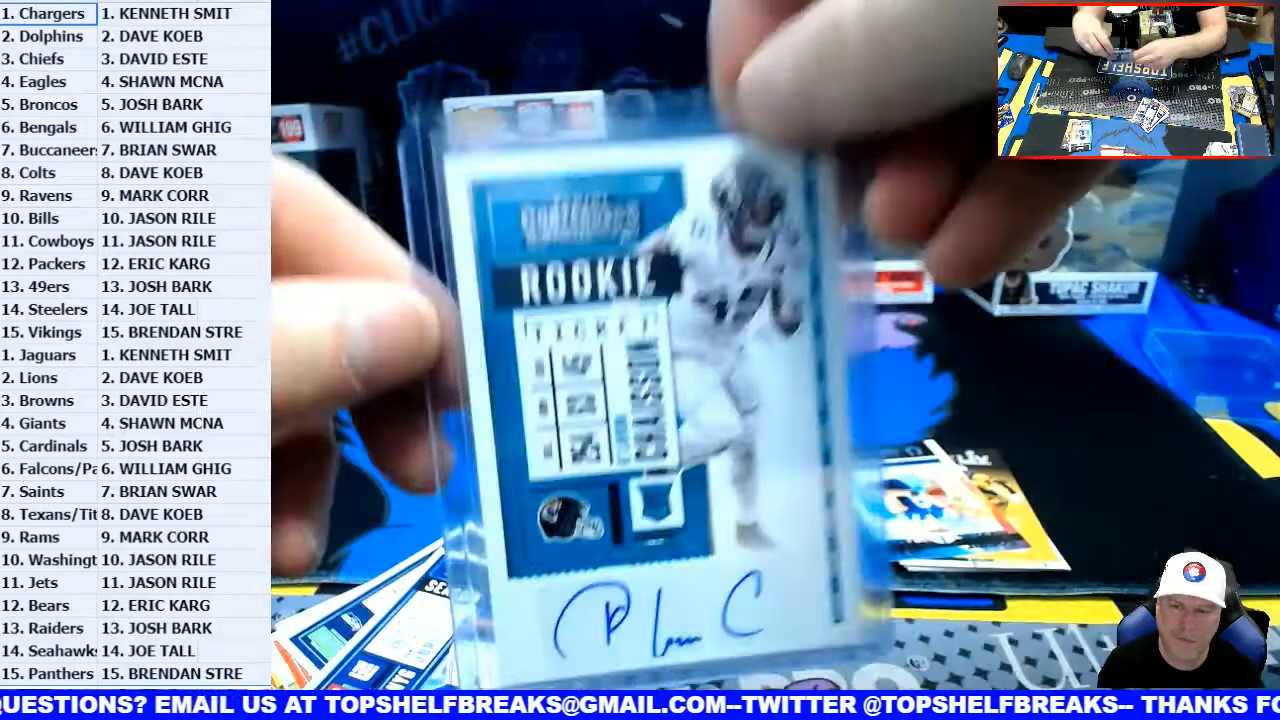 1. Chargers 1. KENNETH SMIT
2. Dolphins 2. DAVE KOEB
3. Chiefs 3. DAVID ESTE
4. Eagles 4. SHAWN MCNA
5. Broncos 5. JOSH BARK
6. Bengals 6. WILLIAM GHIG
7. Buccaneer 7. BRIAN SWAR
8. Colts 8. DAVE KOEB
9. Ravens 9. MARK CORR
10. Bills 10. JASON RILE
11. Cowboys 11. JASON RILE
12. Packers 12. ERIC KARG
13. 49ers 13. JOSH BARK
14. Steelers 14. JOE TALL
15. Vikings 15. BRENDAN STRE
1. Jaguars 1. KENNETH SMIT
2. Lions 2. DAVE KOEB
3. Browns 3. DAVID ESTE
4. Giants 4. SHAWN MCNA
5. Cardinals 5. JOSH BARK
6. Falcons/Pa 6. WILLIAM GHIG
7. Saints 7. BRIAN SWAR
8. Texans/Tit 8. DAVE KOEB
9. Rams 9. MARK CORR
10. Washingt 10. JASON RILE
11. Jets 11. JASON RILE
12. Bears 12. ERIC KARG
13. Raiders 13. JOSH BARK
14. Seahawk 14. JOE TALL
15. Panthers 15. BRENDAN STRE
#CLIC
199
ROOKIE
TICKET
CHAISSON
TUPAC SHAKUR
TOPSHELF
SEA
QUESTIONS? EMAIL US AT TOPSHELFBREAKS@GMAIL.COM--TWITTER @TOPSHELFBREAKS-- THANKS FO